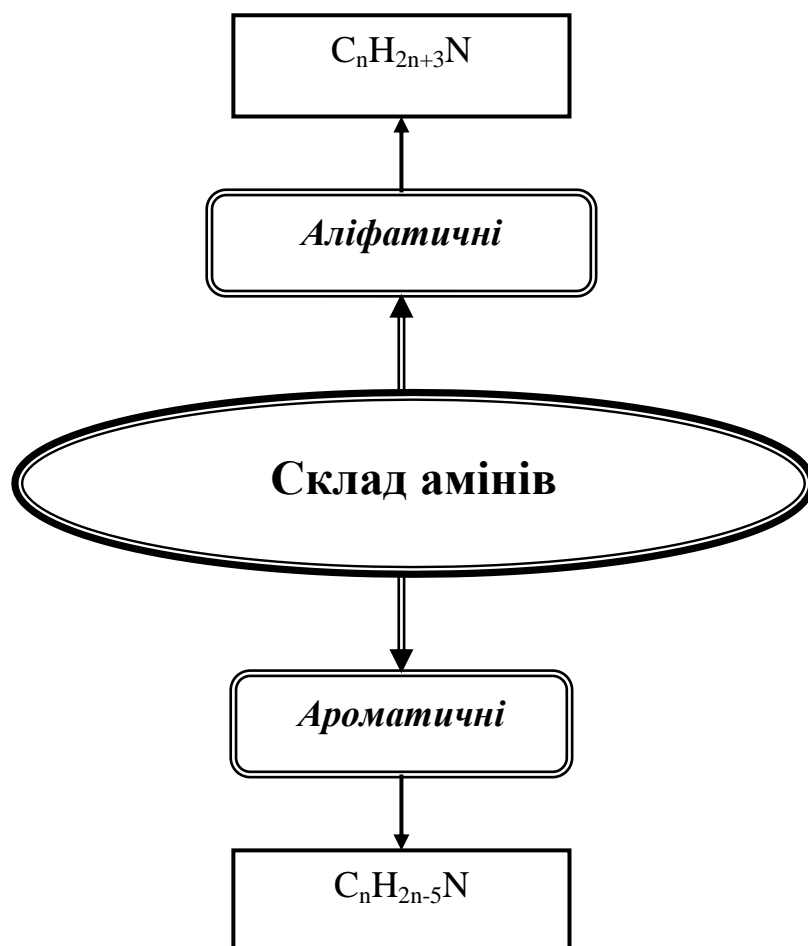 CₙH₂ₙ₊₃N
Аліфатичні
Склад амінів
Ароматичні
CₙH₂ₙ₋₅N